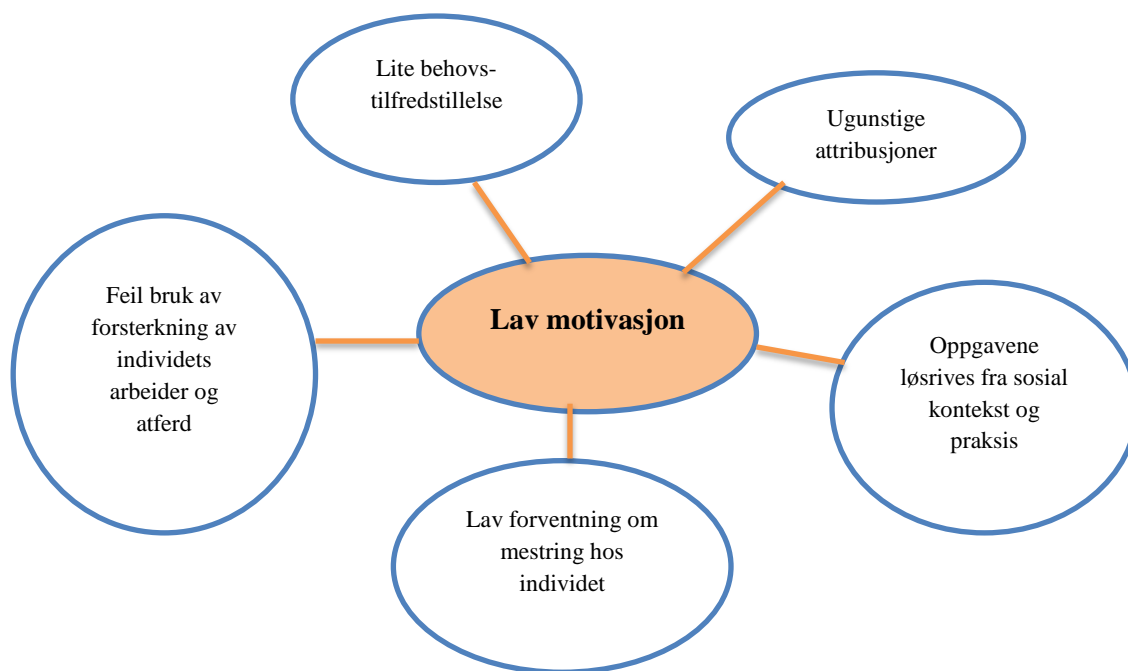 Lite behovs-
tilfredstillelse
Ugunstige
attribusjoner
Feil bruk av
forsterkning av
individets
arbeider og
atferd
Lav motivasjon
Oppgavene
løsrives fra sosial
kontekst og
praksis
Lav forventning om
mestring hos
individet